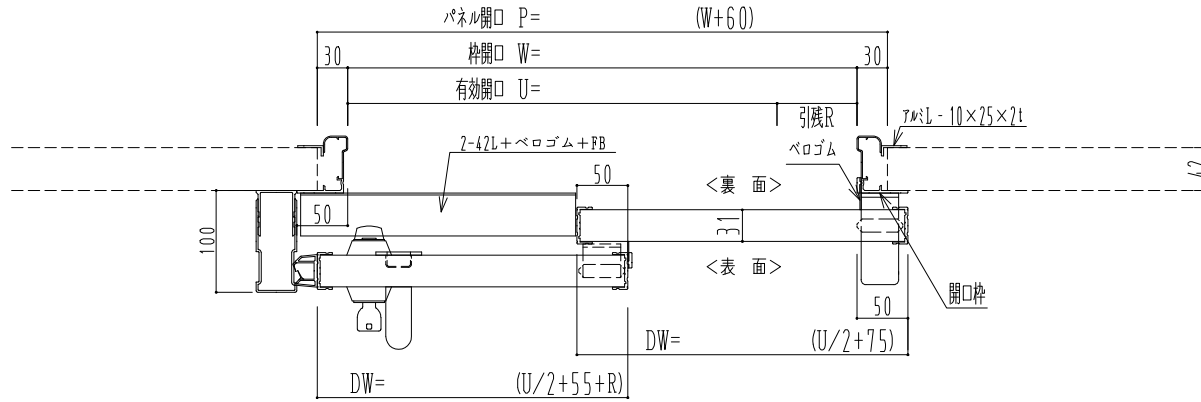 パネル開口 P= (W+60)
30 枠開口 W= 30
有効開口 U=
引残R アルミL-10×25×2t
2-42L+ベロゴム+FB ベロゴム
42
50 <裏 面>
50 31
100
<表 面>
開口枠
50
DW= (U/2+75)
DW= (U/2+55+R)